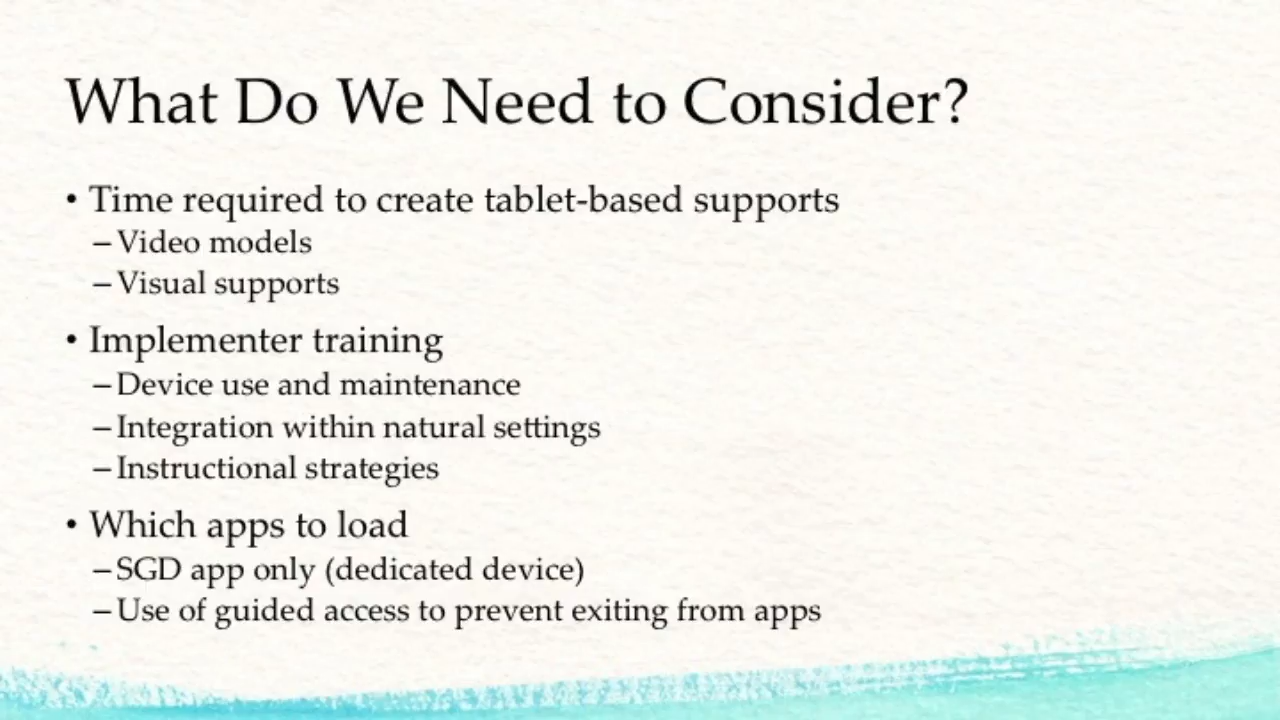 What Do We Need to Consider?
• Time required to create tablet-based supports
– Video models
– Visual supports
• Implementer training
– Device use and maintenance
– Integration within natural settings
– Instructional strategies
• Which apps to load
– SGD app only (dedicated device)
– Use of guided access to prevent exiting from apps